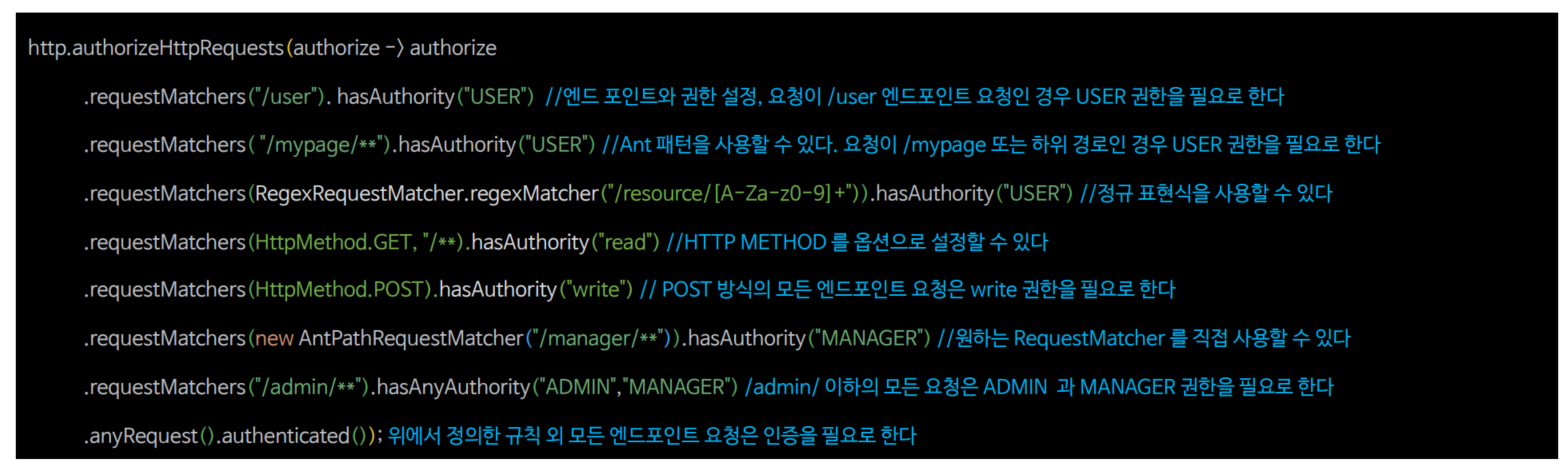 http.authorizeHttpRequests(authorize -> authorize
.requestMatchers("/user"). hasAuthority("USER") //엔드 포인트와 권한 설정, 요청이 /user 엔드포인트 요청인 경우 USER 권한을 필요로 한다
.requestMatchers( "/mypage/**").hasAuthority("USER") //Ant 패턴을 사용할 수 있다. 요청이 /mypage 또는 하위 경로인 경우 USER 권한을 필요로 한다
.requestMatchers(RegexRequestMatcher.regexMatcher("/resource/[A-Za-z0-9]+")).hasAuthority("USER") //정규 표현식을 사용할 수 있다
.requestMatchers(HttpMethod.GET, "/**).hasAuthority("read") //HTTP METHOD 를 옵션으로 설정할 수 있다
.requestMatchers(HttpMethod.POST).hasAuthority("write") // POST 방식의 모든 엔드포인트 요청은 write 권한을 필요로 한다
.requestMatchers(new AntPathRequestMatcher("/manager/**")).hasAuthority("MANAGER") //원하는 RequestMatcher 를 직접 사용할 수 있다
.requestMatchers("/admin/**").hasAnyAuthority("ADMIN","MANAGER") /admin/ 이하의 모든 요청은 ADMIN 과 MANAGER 권한을 필요로 한다
.anyRequest().authenticated()); 위에서 정의한 규칙 외 모든 엔드포인트 요청은 인증을 필요로 한다